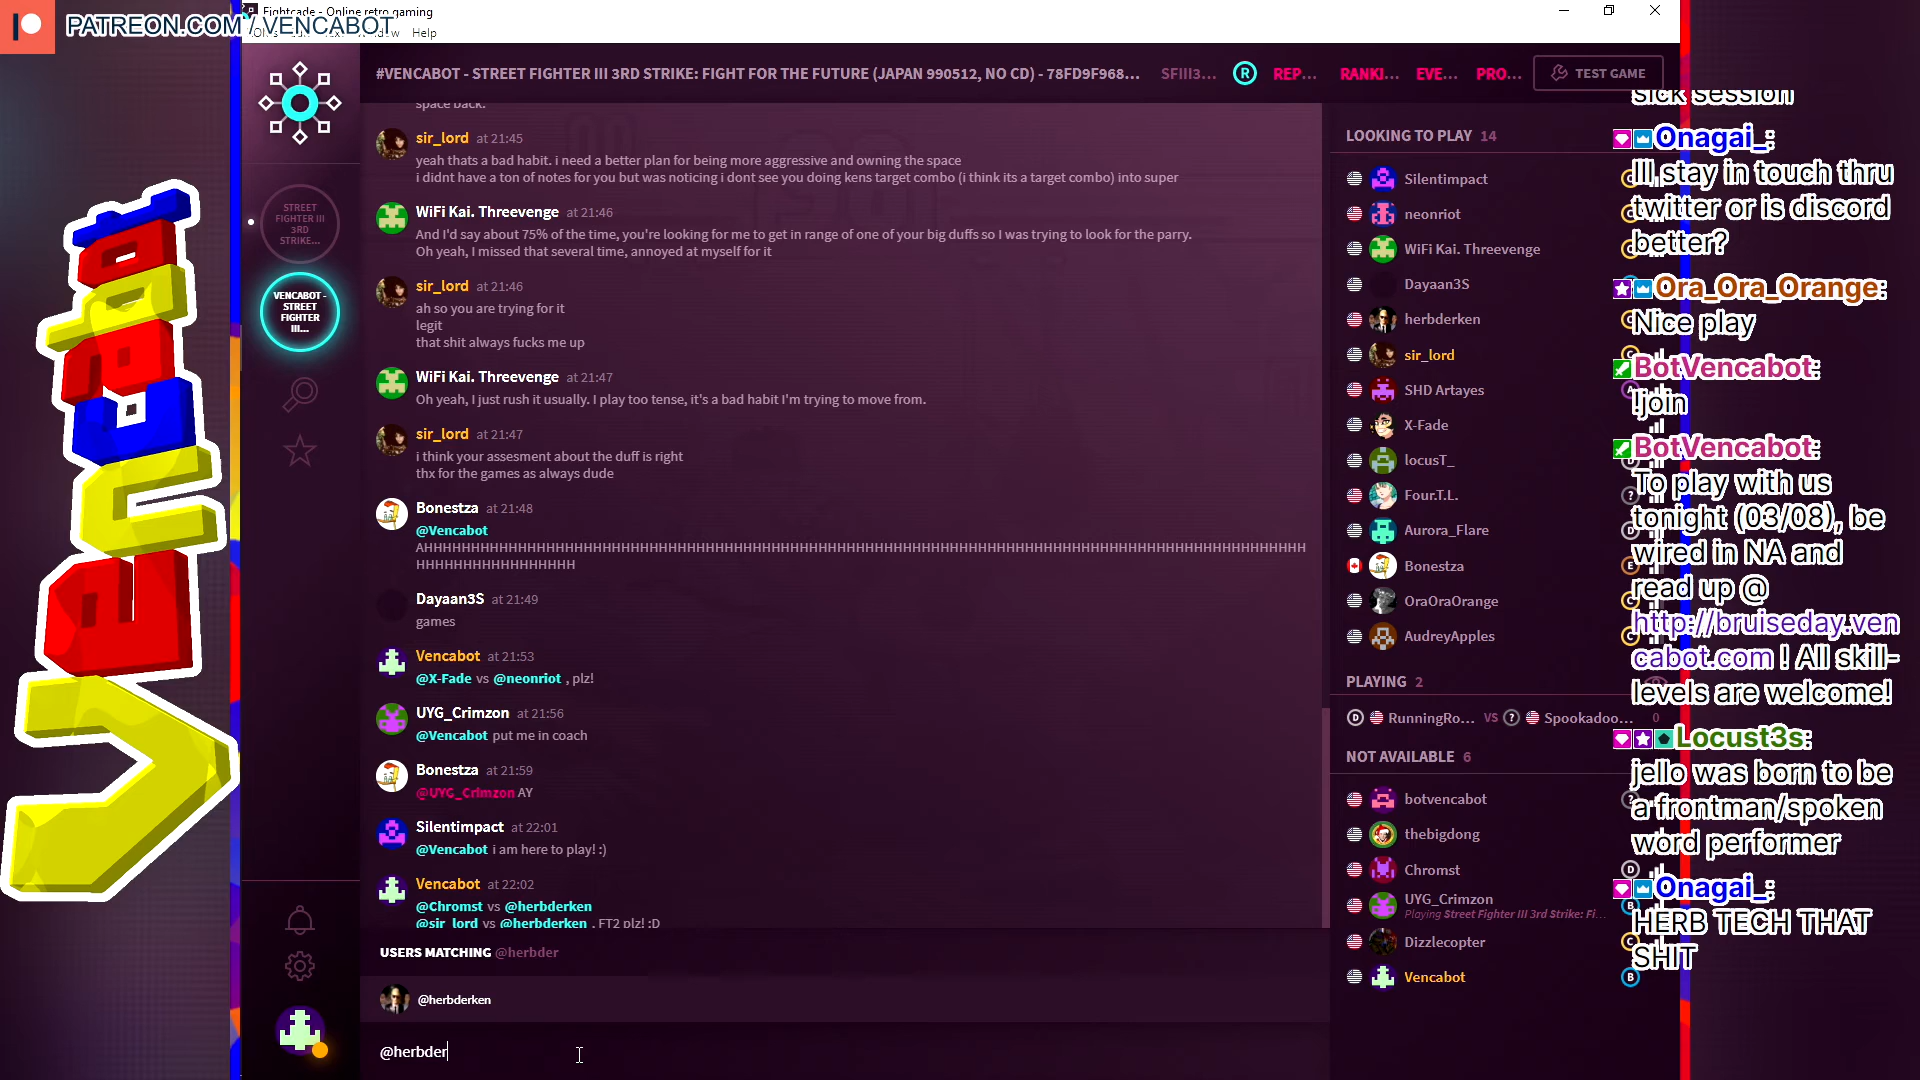 PATREON.COM / VENCABOT
Fightcade - Online retro gaming
Help
#VENCABOT - STREET FIGHTER III 3RD STRIKE: FIGHT FOR THE FUTURE (JAPAN 990512, NO CD) - 78FD9F968...
SFIII3...
R
REP...
RANKI...
EVE...
PRO...
TEST GAME
STREET
FIGHTER III
3RD
STRIKE...
VENCABOT -
STREET
FIGHTER
III...
Vencabot
space back.
sir_lord at 21:45
yeah thats a bad habit. i need a better plan for being more aggressive and owning the space
i didnt have a ton of notes for you but was noticing i dont see you doing kens target combo (i think its a target combo) into super
WiFi Kai. Threevenge at 21:46
And I'd say about 75% of the time, you're looking for me to get in range of one of your big duffs so I was trying to look for the parry.
Oh yeah, I missed that several time, annoyed at myself for it
sir_lord at 21:46
ah so you are trying for it
legit
that shit always fucks me up
WiFi Kai. Threevenge at 21:47
Oh yeah, I just rush it usually. I play too tense, it's a bad habit I'm trying to move from.
sir_lord at 21:47
i think your assesment about the duff is right
thx for the games as always dude
Bonestza at 21:48
@Vencabot
Dayaan3S at 21:49
games
Vencabot at 21:53
@X-Fade vs @neonriot , plz!
UYG_Crimzon at 21:56
@Vencabot put me in coach
Bonestza at 21:59
@UYG_Crimzon AY
Silentimpact at 22:01
@Vencabot i am here to play! :)
Vencabot at 22:02
@Chromst vs @herbderken
@sir_lord vs @herbderken , FT2 plz! :D
USERS MATCHING @herbder
@herbderken
@herbder
LOOKING TO PLAY 14
Silentimpact
neonriot
WiFi Kai. Threevenge
Dayaan3S
herbderken
sir_lord
SHD Artayes
X-Fade
locusT_
Four.T.L.
Aurora_Flare
Bonestza
OraOraOrange
AudreyApples
PLAYING 2
D RunningRo... VS ? Spookadoo... 0
NOT AVAILABLE 6
botvencabot
thebigdong
Chromst
UYG_Crimzon
Playing Street Fighter III 3rd Strike: Fi...
Dizzlecopter
Vencabot
sick session
Onagai_:
Ill stay in touch thru
twitter or is discord
better?
Ora_Ora_Orange:
Nice play
BotVencabot:
!join
BotVencabot:
To play with us
tonight (03/08), be
wired in NA and
read up @
http://bruiseday.ven
cabot.com ! All skill-
levels are welcome!
Locust3s:
jello was born to be
a frontman/spoken
word performer
Onagai_:
HERB TECH THAT
SHIT